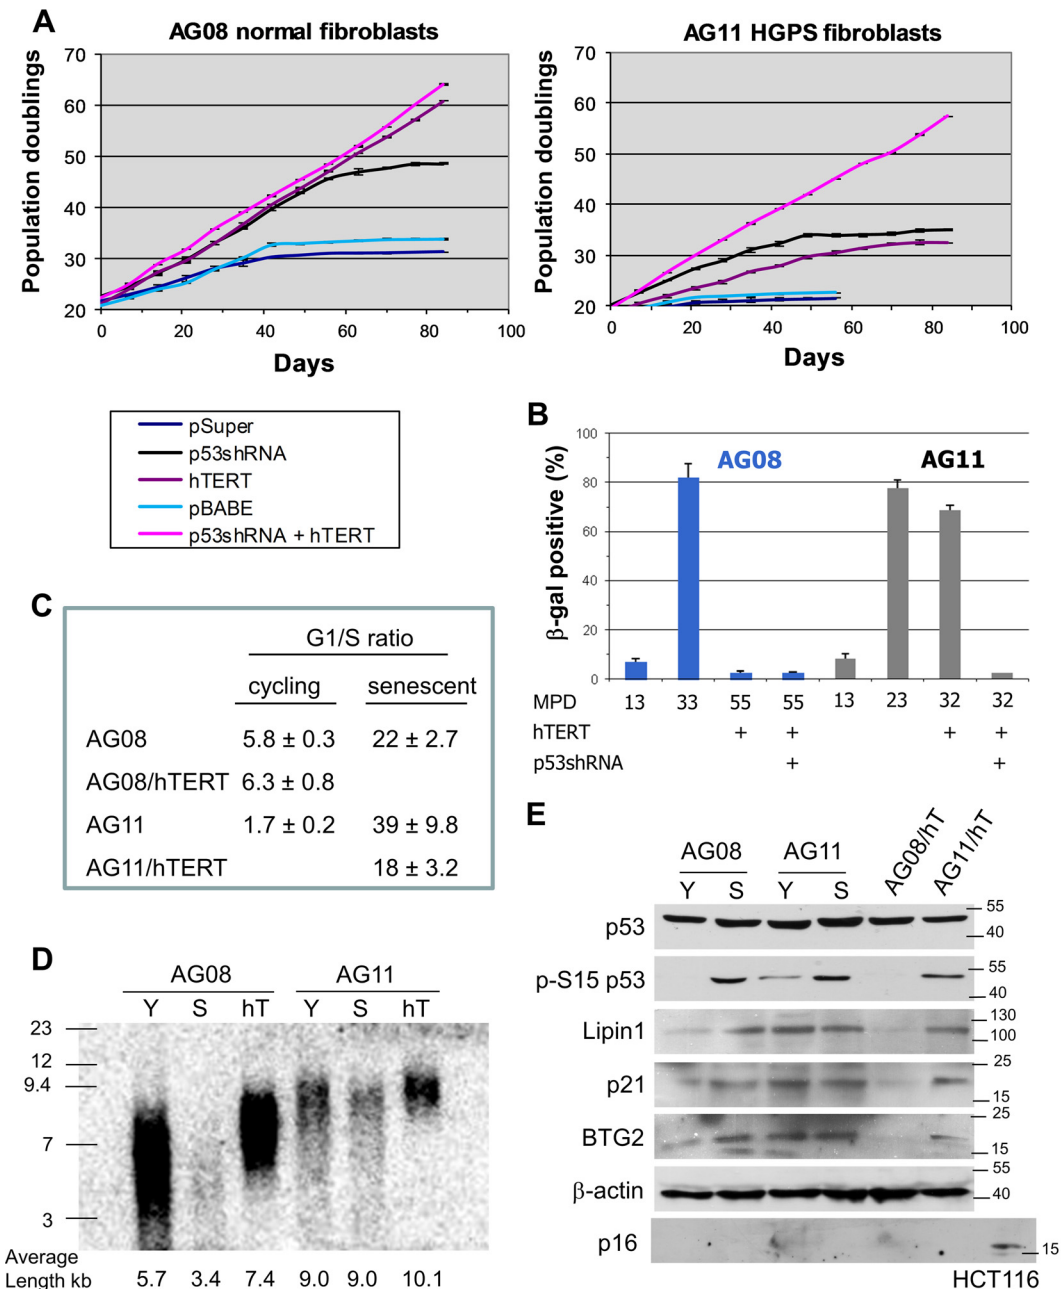 A
AG08 normal fibroblasts
AG11 HGPS fibroblasts
Population doublings
70
60
50
40
30
20
0 20 40 60 80 100
Days
Population doublings
70
60
50
40
30
20
0 20 40 60 80 100
Days
pSuper
p53shRNA
hTERT
pBABE
p53shRNA + hTERT
B
β-gal positive (%)
100
80
60
40
20
0
AG08 AG11
MPD 13 33 55 55 13 23 32 32
hTERT + + + +
p53shRNA + +
C
G1/S ratio
cycling senescent
AG08 5.8 ± 0.3 22 ± 2.7
AG08/hTERT 6.3 ± 0.8
AG11 1.7 ± 0.2 39 ± 9.8
AG11/hTERT 18 ± 3.2
D
AG08 AG11
Y S hT Y S hT
23
12
9.4
7
3
Average
Length kb 5.7 3.4 7.4 9.0 9.0 10.1
E
AG08 AG11 AG08/hT AG11/hT
Y S Y S
p53 55
40
p-S15 p53 55
40
Lipin1 130
100
p21 25
15
BTG2 25
15
β-actin 55
40
p16 15
HCT116